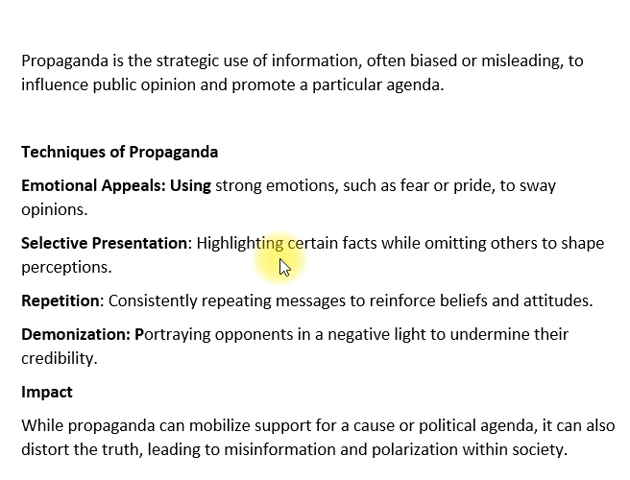 Propaganda is the strategic use of information, often biased or misleading, to
influence public opinion and promote a particular agenda.
Techniques of Propaganda
Emotional Appeals: Using strong emotions, such as fear or pride, to sway
opinions.
Selective Presentation: Highlighting certain facts while omitting others to shape
perceptions.
Repetition: Consistently repeating messages to reinforce beliefs and attitudes.
Demonization: Portraying opponents in a negative light to undermine their
credibility.
Impact
While propaganda can mobilize support for a cause or political agenda, it can also
distort the truth, leading to misinformation and polarization within society.